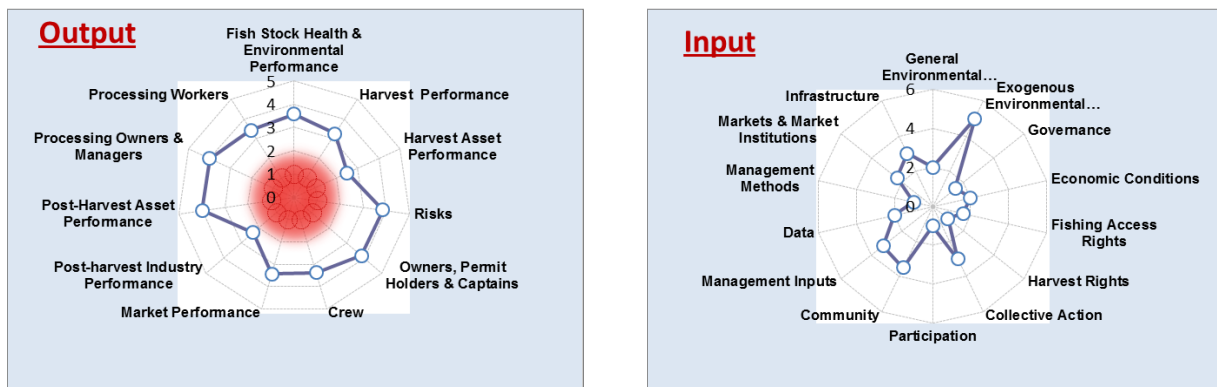 Output
Fish Stock Health &
Environmental
Performance
Harvest Performance
Harvest Asset
Performance
Risks
Owners, Permit
Holders & Captains
Crew
Market Performance
Post-harvest Industry
Performance
Post-Harvest Asset
Performance
Processing Owners &
Managers
Processing Workers
5
4
3
2
1
0
Input
General
Environmental…
Exogenous
Environmental…
Governance
Economic Conditions
Fishing Access
Rights
Harvest Rights
Collective Action
Participation
Community
Management Inputs
Data
Management
Methods
Markets & Market
Institutions
Infrastructure
6
4
2
0